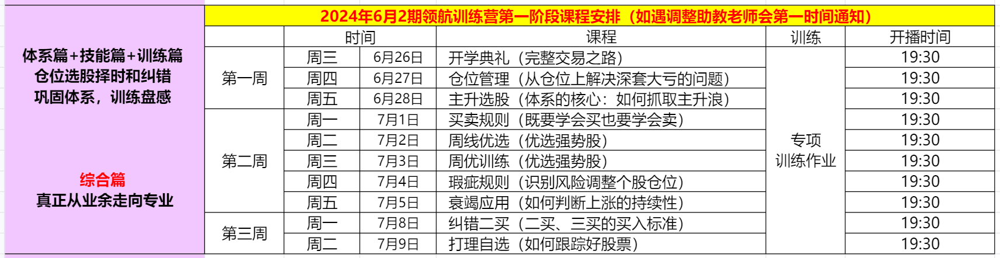 2024年6月2期领航训练营第一阶段课程安排（如遇调整助教老师会第一时间通知）
体系篇+技能篇+训练篇
仓位选股择时和纠错
巩固体系，训练盘感
综合篇
真正从业余走向专业
时间 课程 训练 开播时间
第一周
周三 6月26日 开学典礼（完整交易之路） 19:30
周四 6月27日 仓位管理（从仓位上解决深套大亏的问题） 19:30
周五 6月28日 主升选股（体系的核心：如何抓取主升浪） 19:30
第二周
周一 7月1日 买卖规则（既要学会买也要学会卖） 19:30
周二 7月2日 周线优选（优选强势股） 19:30
周三 7月3日 周优训练（优选强势股） 19:30
周四 7月4日 瑕疵规则（识别风险调整个股仓位） 19:30
周五 7月5日 衰竭应用（如何判断上涨的持续性） 19:30
第三周
周一 7月8日 纠错二买（二买、三买的买入标准） 19:30
周二 7月9日 打理自选（如何跟踪好股票） 19:30
专项
训练作业